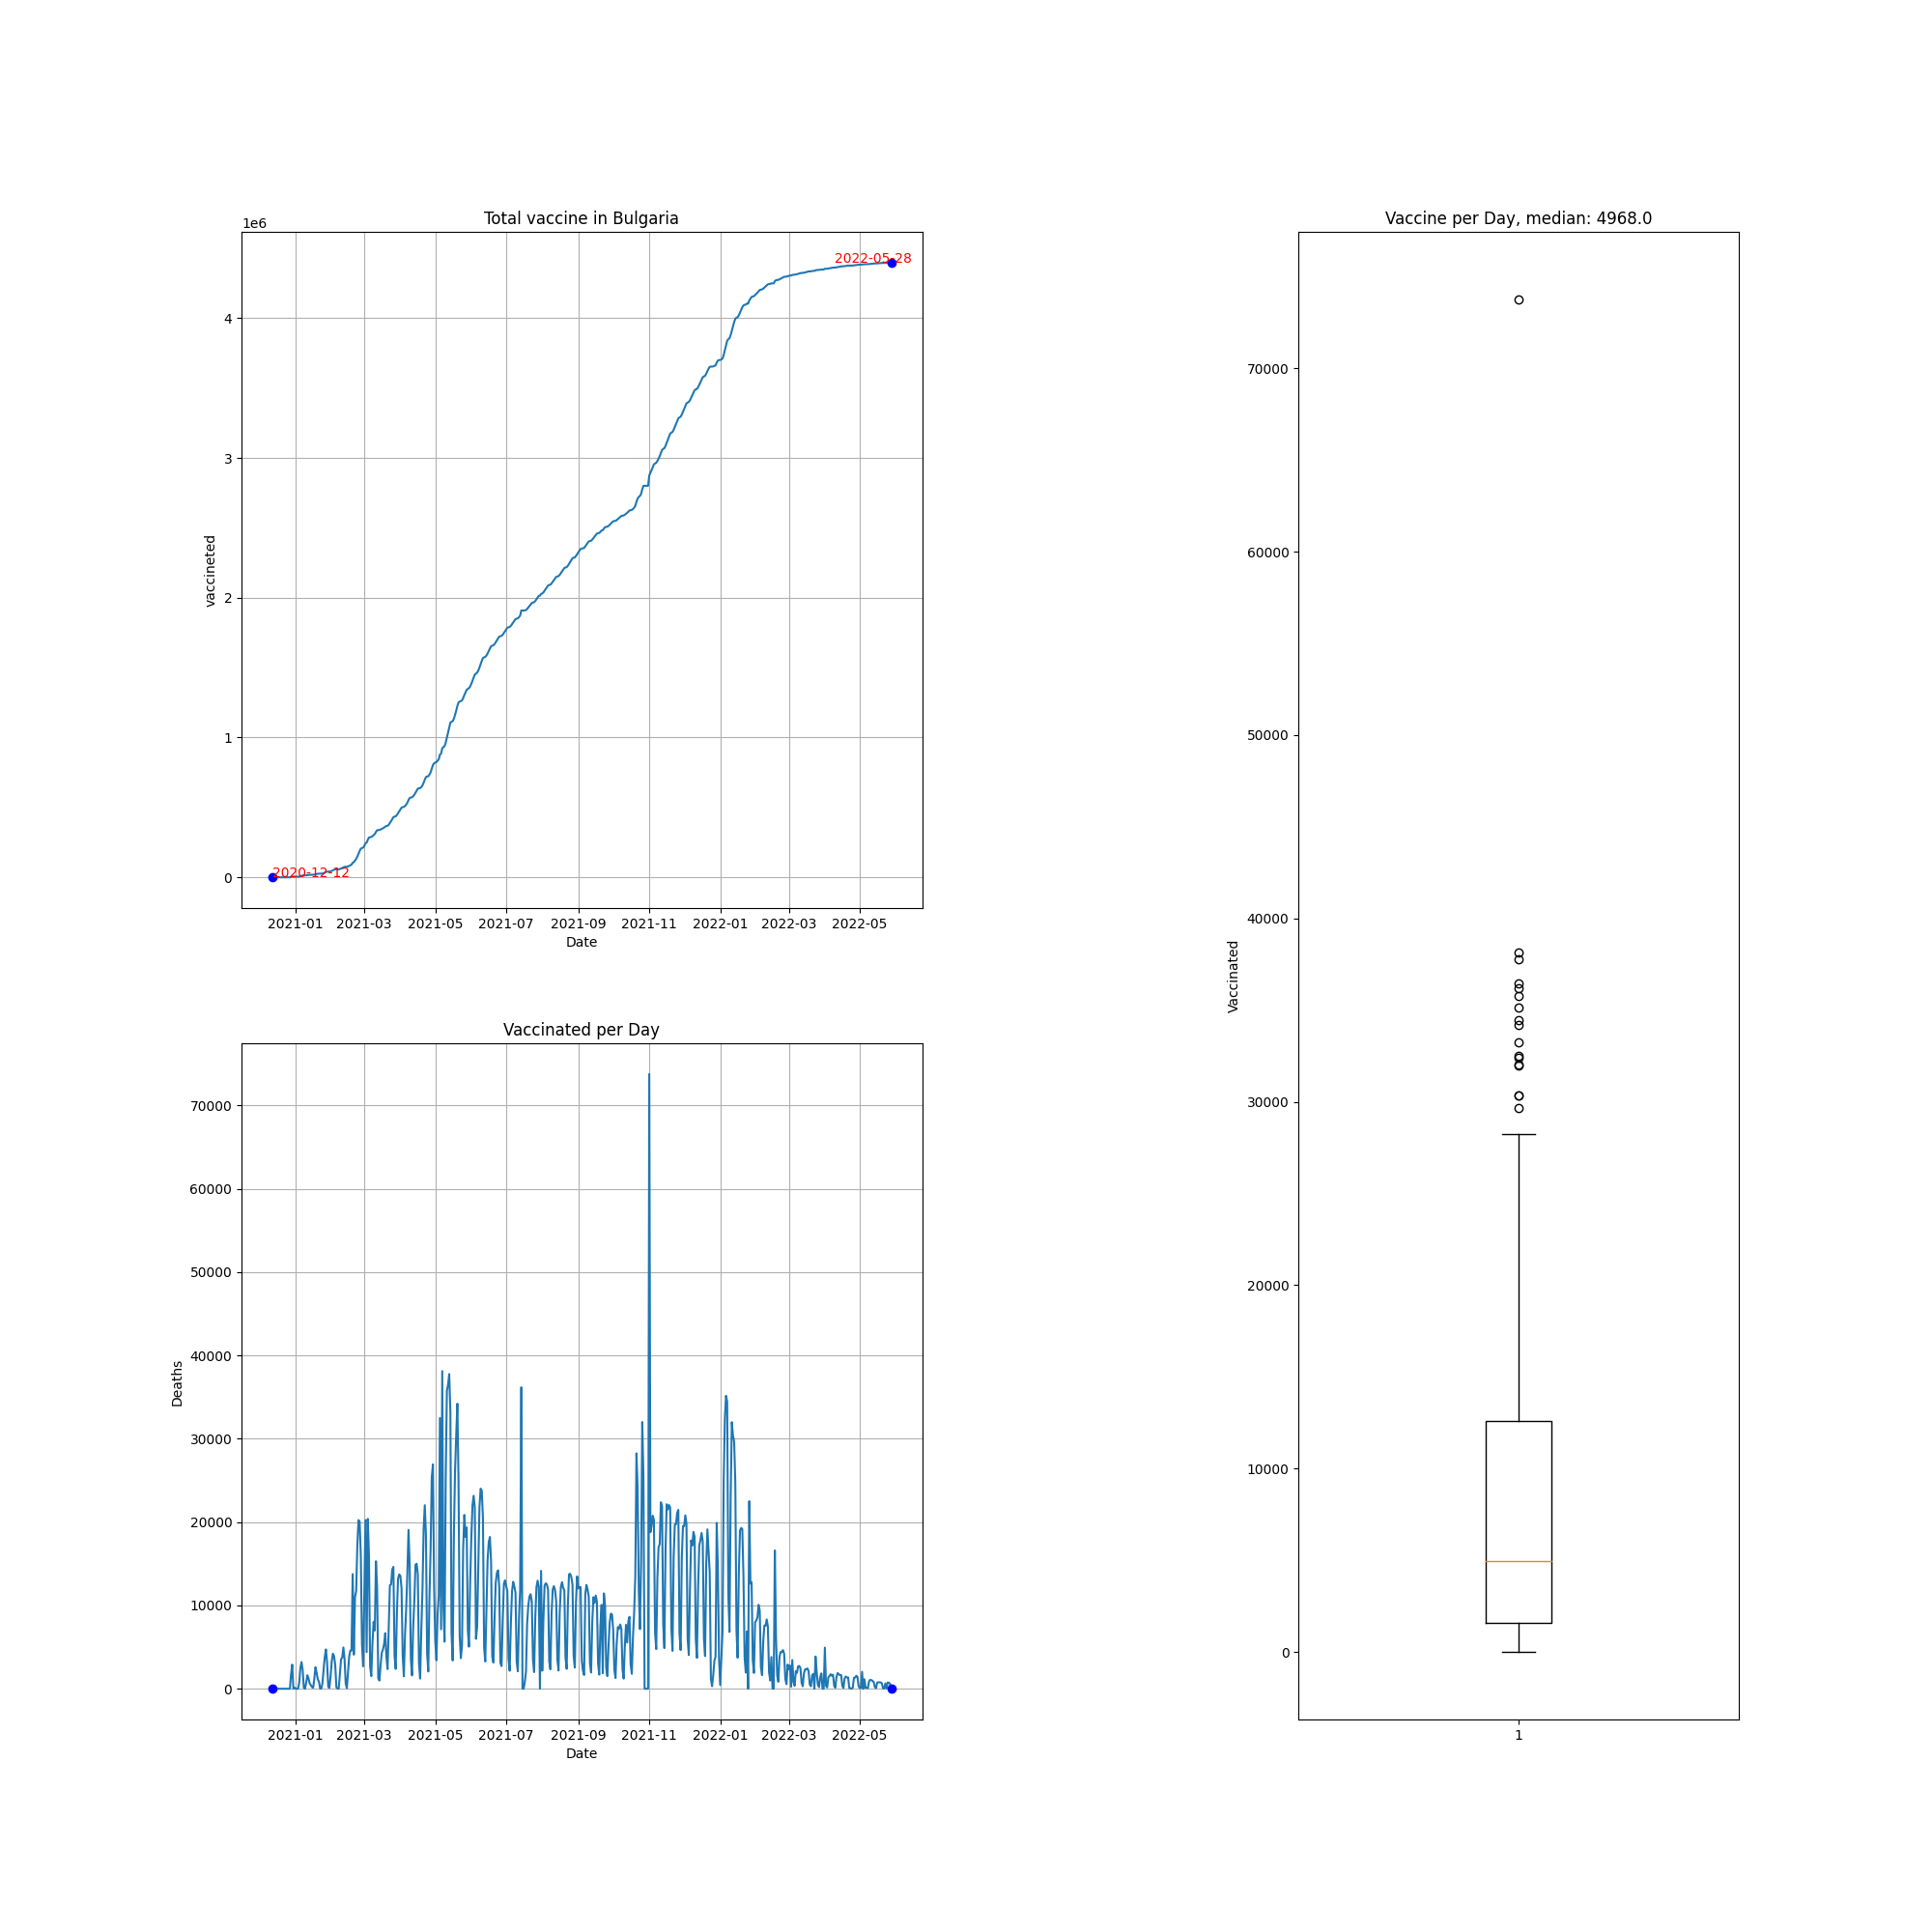 Total vaccine in Bulgaria
1e6
4
3
2
1
0
vaccineted
2022-05-28
2020-12-12
2021-01 2021-03 2021-05 2021-07 2021-09 2021-11 2022-01 2022-03 2022-05
Date
Vaccinated per Day
70000
60000
50000
40000
30000
20000
10000
0
Deaths
2021-01 2021-03 2021-05 2021-07 2021-09 2021-11 2022-01 2022-03 2022-05
Date
Vaccine per Day, median: 4968.0
70000
60000
50000
40000
30000
20000
10000
0
Vaccinated
1